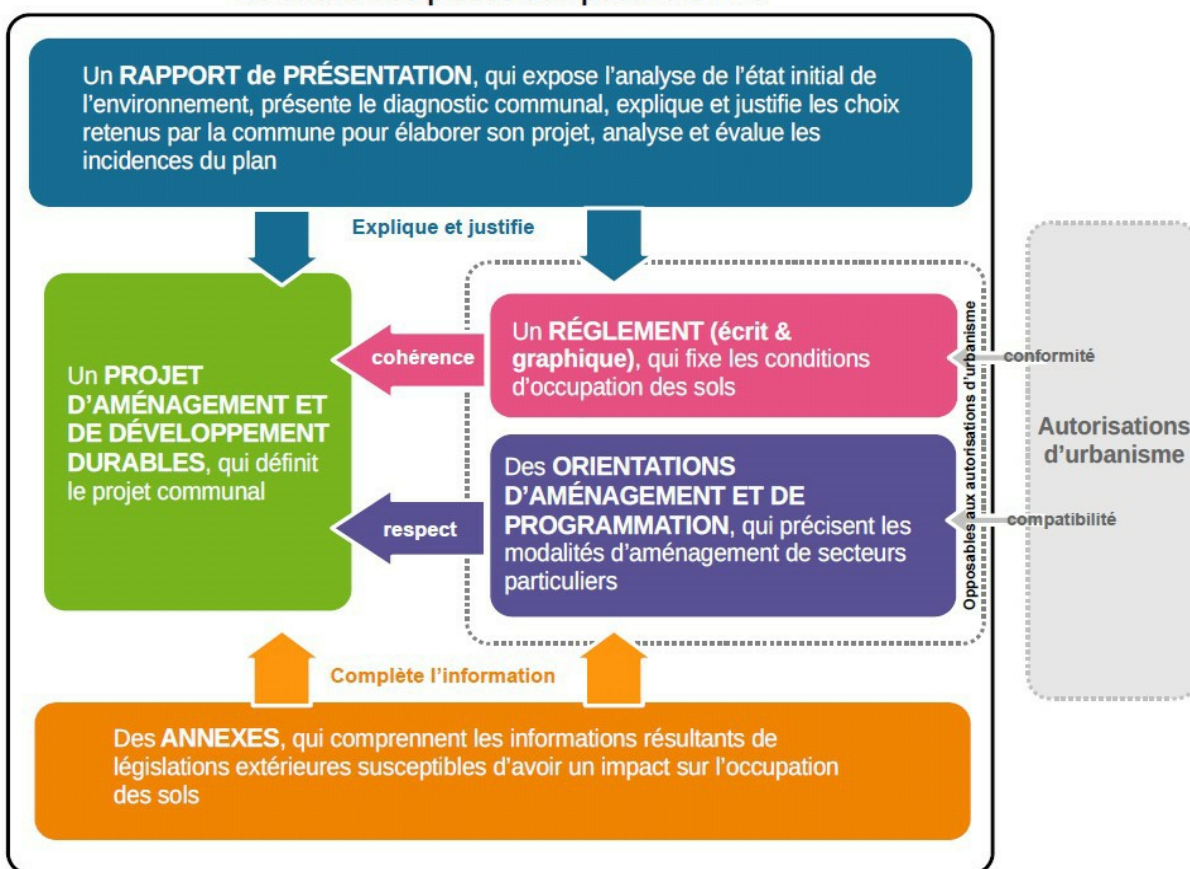 Un RAPPORT de PRÉSENTATION, qui expose l'analyse de l'état initial de
l'environnement, présente le diagnostic communal, explique et justifie les choix
retenus par la commune pour élaborer son projet, analyse et évalue les
incidences du plan
Explique et justifie
Un PROJET
D'AMÉNAGEMENT ET
DE DÉVELOPPEMENT
DURABLES, qui définit
le projet communal
cohérence
respect
Un RÉGLEMENT (écrit &
graphique), qui fixe les conditions
d'occupation des sols
Des ORIENTATIONS
D'AMÉNAGEMENT ET DE
PROGRAMMATION, qui précisent les
modalités d'aménagement de secteurs
particuliers
Opposables aux autorisations d'urbanisme
conformité
Autorisations
d'urbanisme
compatibilité
Complète l'information
Des ANNEXES, qui comprennent les informations résultants de
législations extérieures susceptibles d'avoir un impact sur l'occupation
des sols